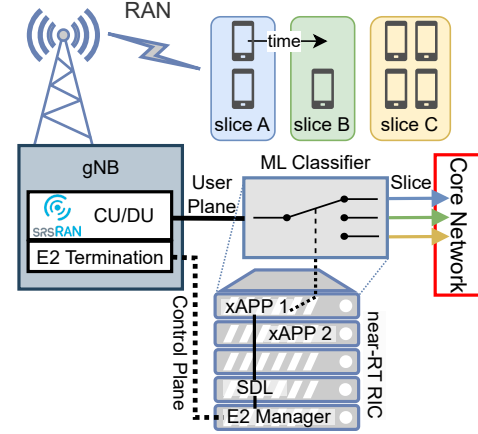 RAN
time
slice A
slice B
slice C
gNB
srsRAN
CU/DU
E2 Termination
User
Plane
ML Classifier
Slice
Core Network
Control Plane
xAPP 1
xAPP 2
SDL
E2 Manager
near-RT RIC